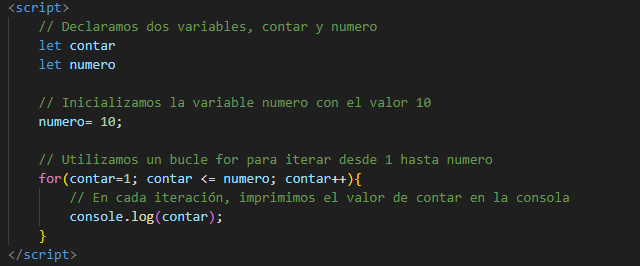 <script>
// Declaramos dos variables, contar y numero
let contar
let numero
// Inicializamos la variable numero con el valor 10
numero= 10;
// Utilizamos un bucle for para iterar desde 1 hasta numero
for(contar=1; contar <= numero; contar++){
// En cada iteración, imprimimos el valor de contar en la consola
console.log(contar);
}
</script>